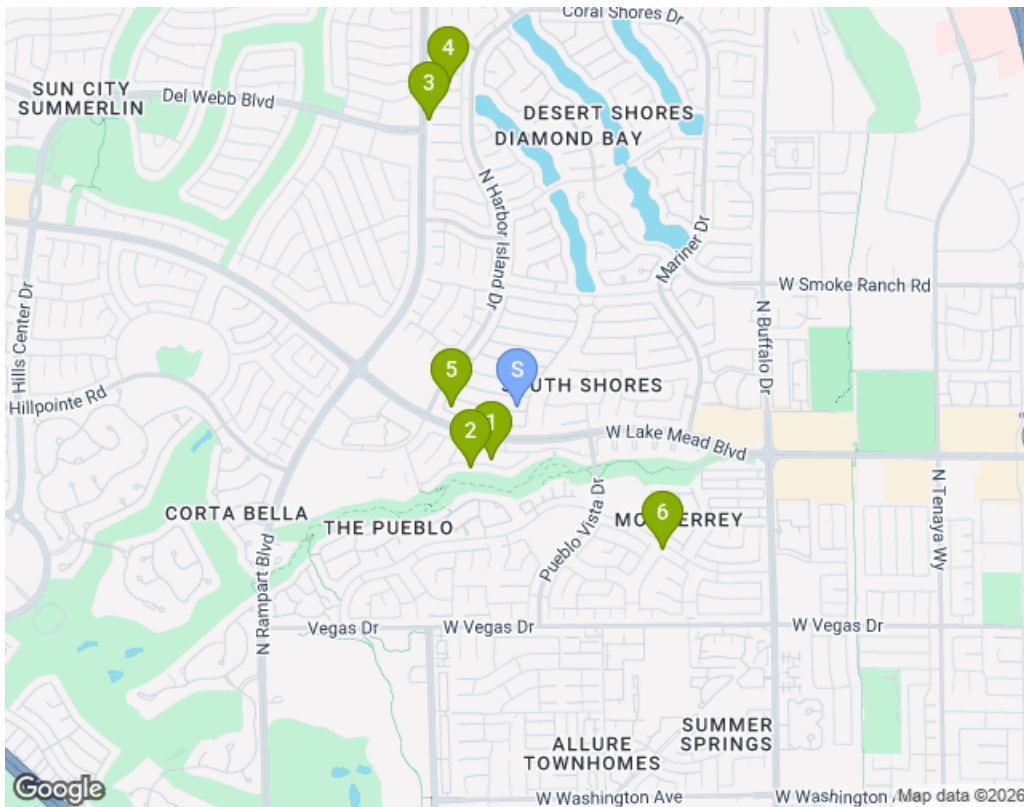 Coral Shores Dr
4
3
SUN CITY
SUMMERLIN
Del Webb Blvd
DESERT SHORES
DIAMOND BAY
N Harbor Island Dr
Mariner Dr
W Smoke Ranch Rd
Hills Center Dr
N Buffalo Dr
5
S
SOUTH SHORES
Hillpointe Rd
1
2
W Lake Mead Blvd
N Tenaya Wy
CORTA BELLA
THE PUEBLO
6
MONTERREY
Pueblo Vista Dr
N Rampart Blvd
Vegas Dr
W Vegas Dr
W Vegas Dr
SUMMER
SPRINGS
ALLURE
TOWNHOMES
Google
W Washington Ave
W Washington Ave
Map data ©2026